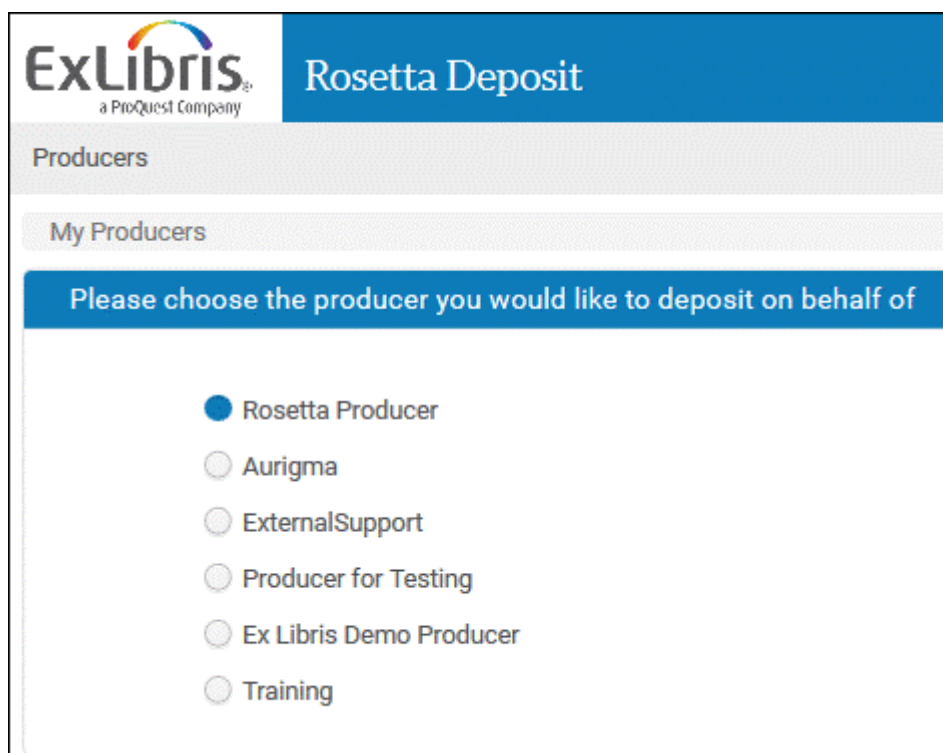 ExLibris®
a ProQuest Company
Rosetta Deposit
Producers
My Producers
Please choose the producer you would like to deposit on behalf of
Rosetta Producer
Aurigma
ExternalSupport
Producer for Testing
Ex Libris Demo Producer
Training